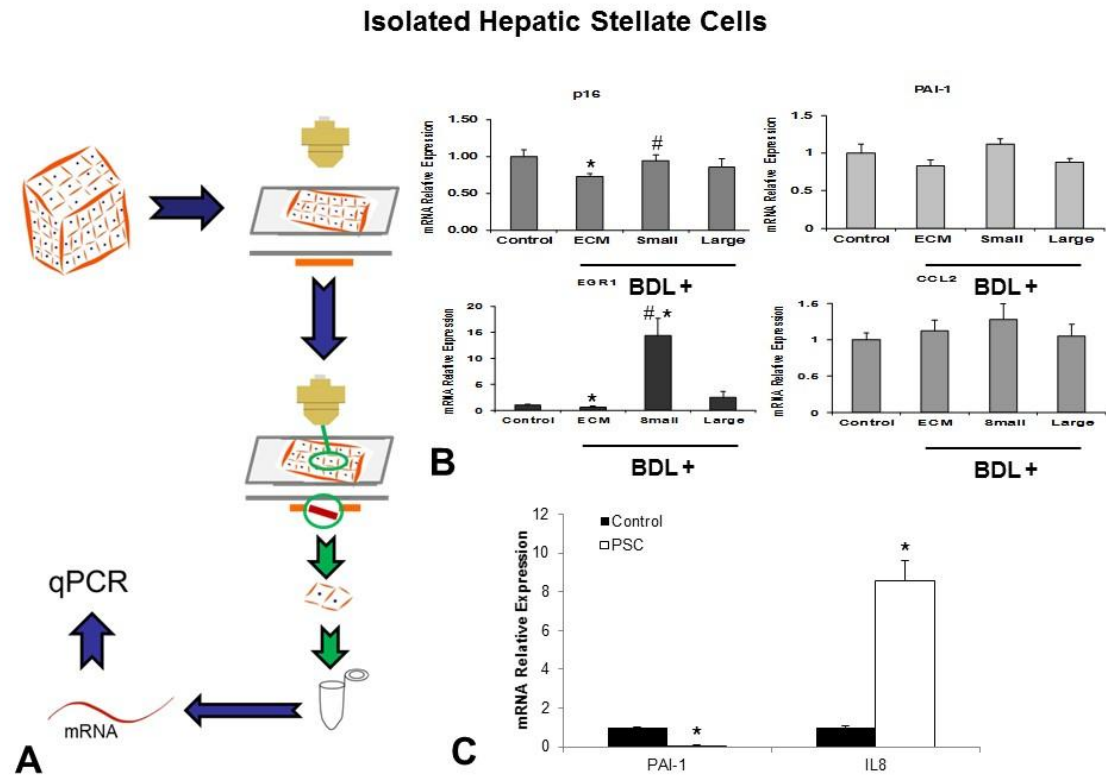 Isolated Hepatic Stellate Cells
qPCR
mRNA
A
p16
mRNA Relative Expression
1.50
1.00
0.50
0.00
*
#
Control ECM Small Large
BDL +
PAI-1
mRNA Relative Expression
1.5
1
0.5
0
Control ECM Small Large
BDL +
EGR1
mRNA Relative Expression
20
15
10
5
0
*
#,*
Control ECM Small Large
BDL +
CCL2
mRNA Relative Expression
1.5
1
0.5
0
Control ECM Small Large
BDL +
B
mRNA Relative Expression
12
10
8
6
4
2
0
Control
PSC
*
*
PAI-1 IL8
C